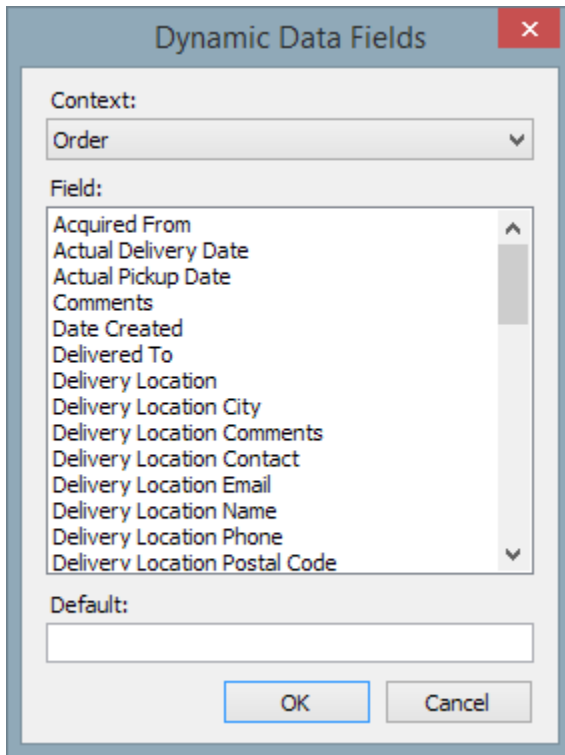 Dynamic Data Fields
Context:
Order
Field:
Acquired From
Actual Delivery Date
Actual Pickup Date
Comments
Date Created
Delivered To
Delivery Location
Delivery Location City
Delivery Location Comments
Delivery Location Contact
Delivery Location Email
Delivery Location Name
Delivery Location Phone
Delivery Location Postal Code
Default:
OK Cancel